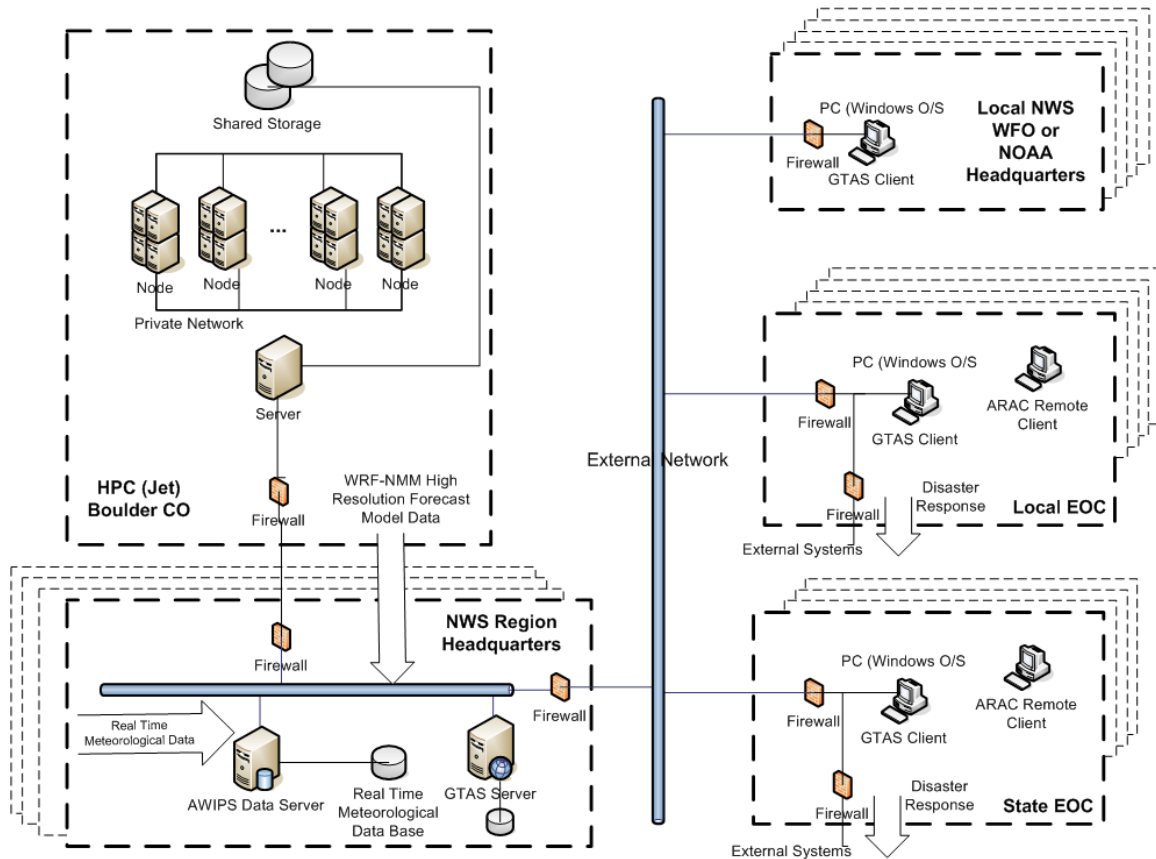 Shared Storage
...
Node
Node
Node
Node
Private Network
Server
HPC (Jet)
Boulder CO
Firewall
WRF-NMM High
Resolution Forecast
Model Data
NWS Region
Headquarters
Firewall
Firewall
Real Time
Meteorological Data
AWIPS Data Server
Real Time
Meteorological
Data Base
GTAS Server
External Network
PC (Windows O/S
Firewall
GTAS Client
Local NWS
WFO or
NOAA
Headquarters
PC (Windows O/S
Firewall
GTAS Client
ARAC Remote
Client
Firewall
Disaster
Response
Local EOC
External Systems
PC (Windows O/S
Firewall
GTAS Client
ARAC Remote
Client
Firewall
Disaster
Response
State EOC
External Systems